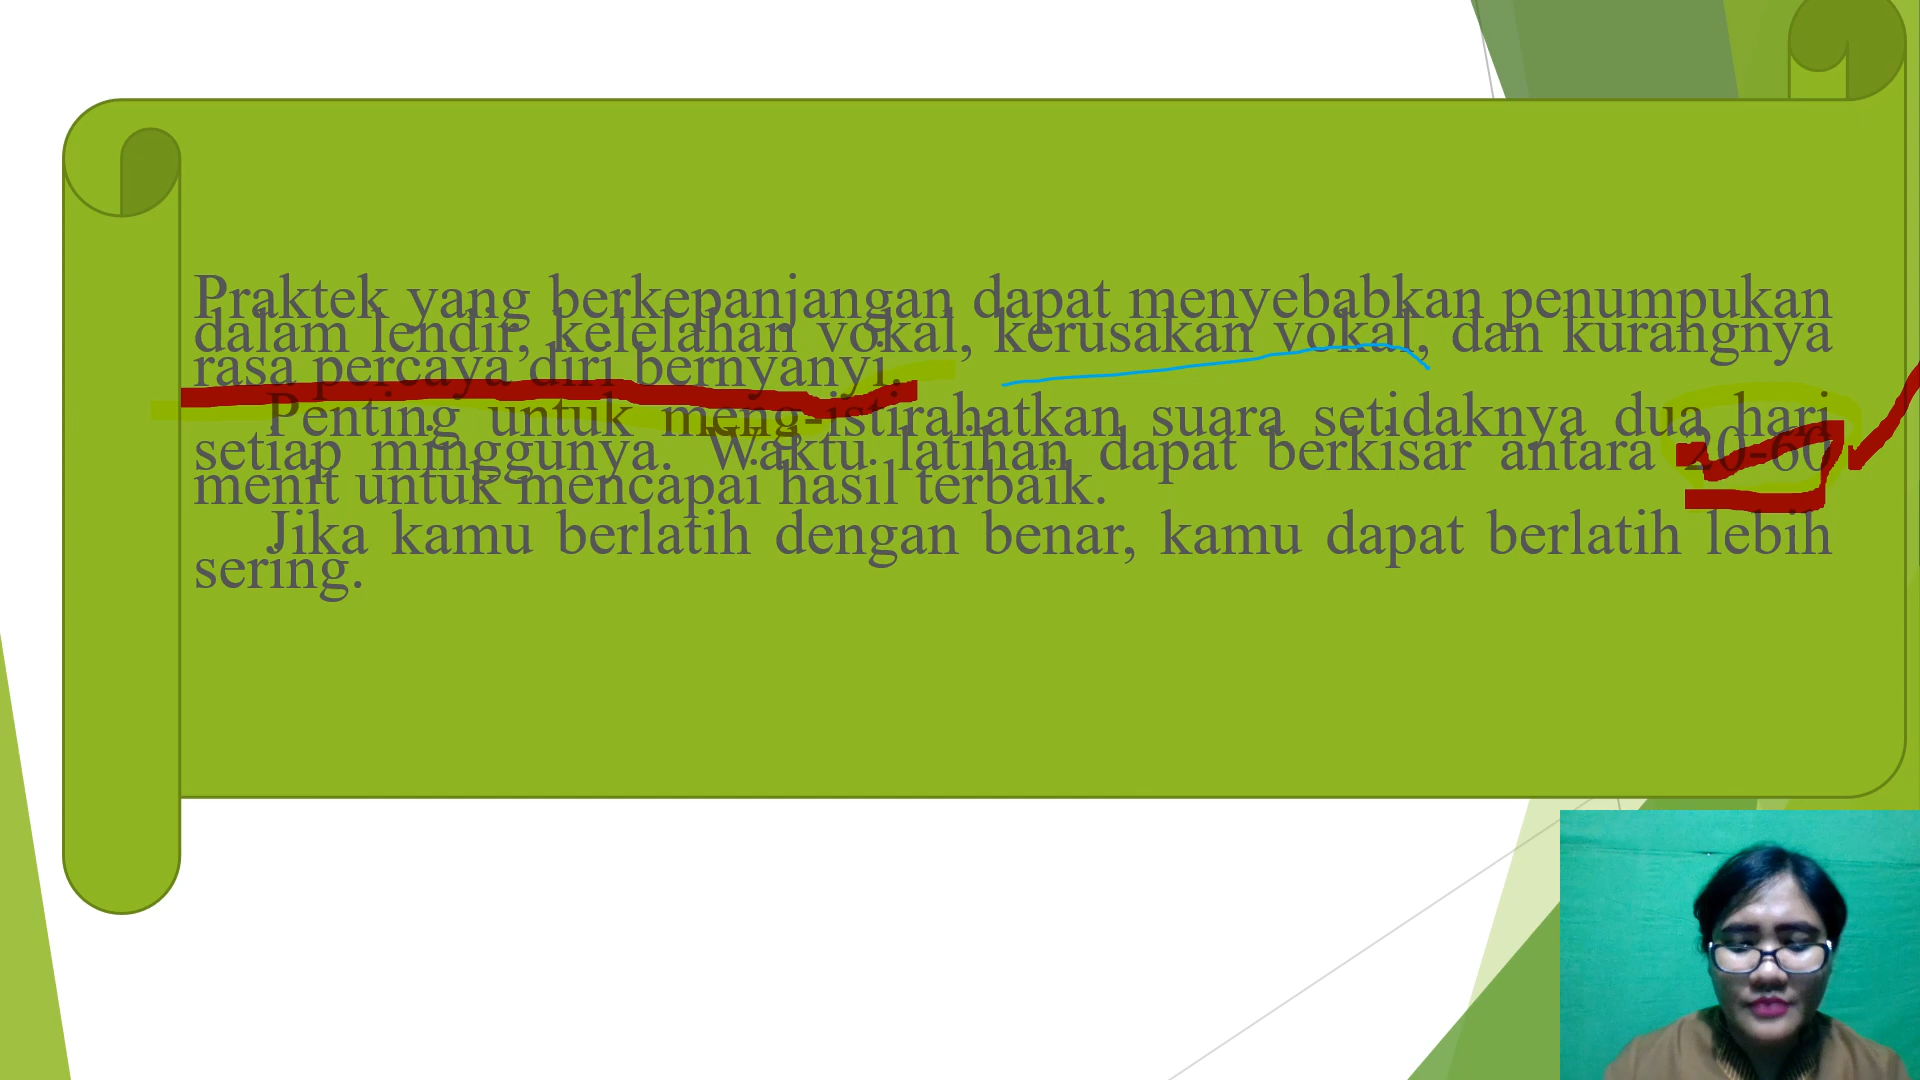 Praktek yang berkepanjangan dapat menyebabkan penumpukan
dalam lendir, kelelahan vokal, kerusakan vokal, dan kurangnya
rasa percaya diri bernyanyi.
Penting untuk meng-istirahatkan suara setidaknya dua hari
setiap minggunya. Waktu latihan dapat berkisar antara 20-60
menit untuk mencapai hasil terbaik.
Jika kamu berlatih dengan benar, kamu dapat berlatih lebih
sering.